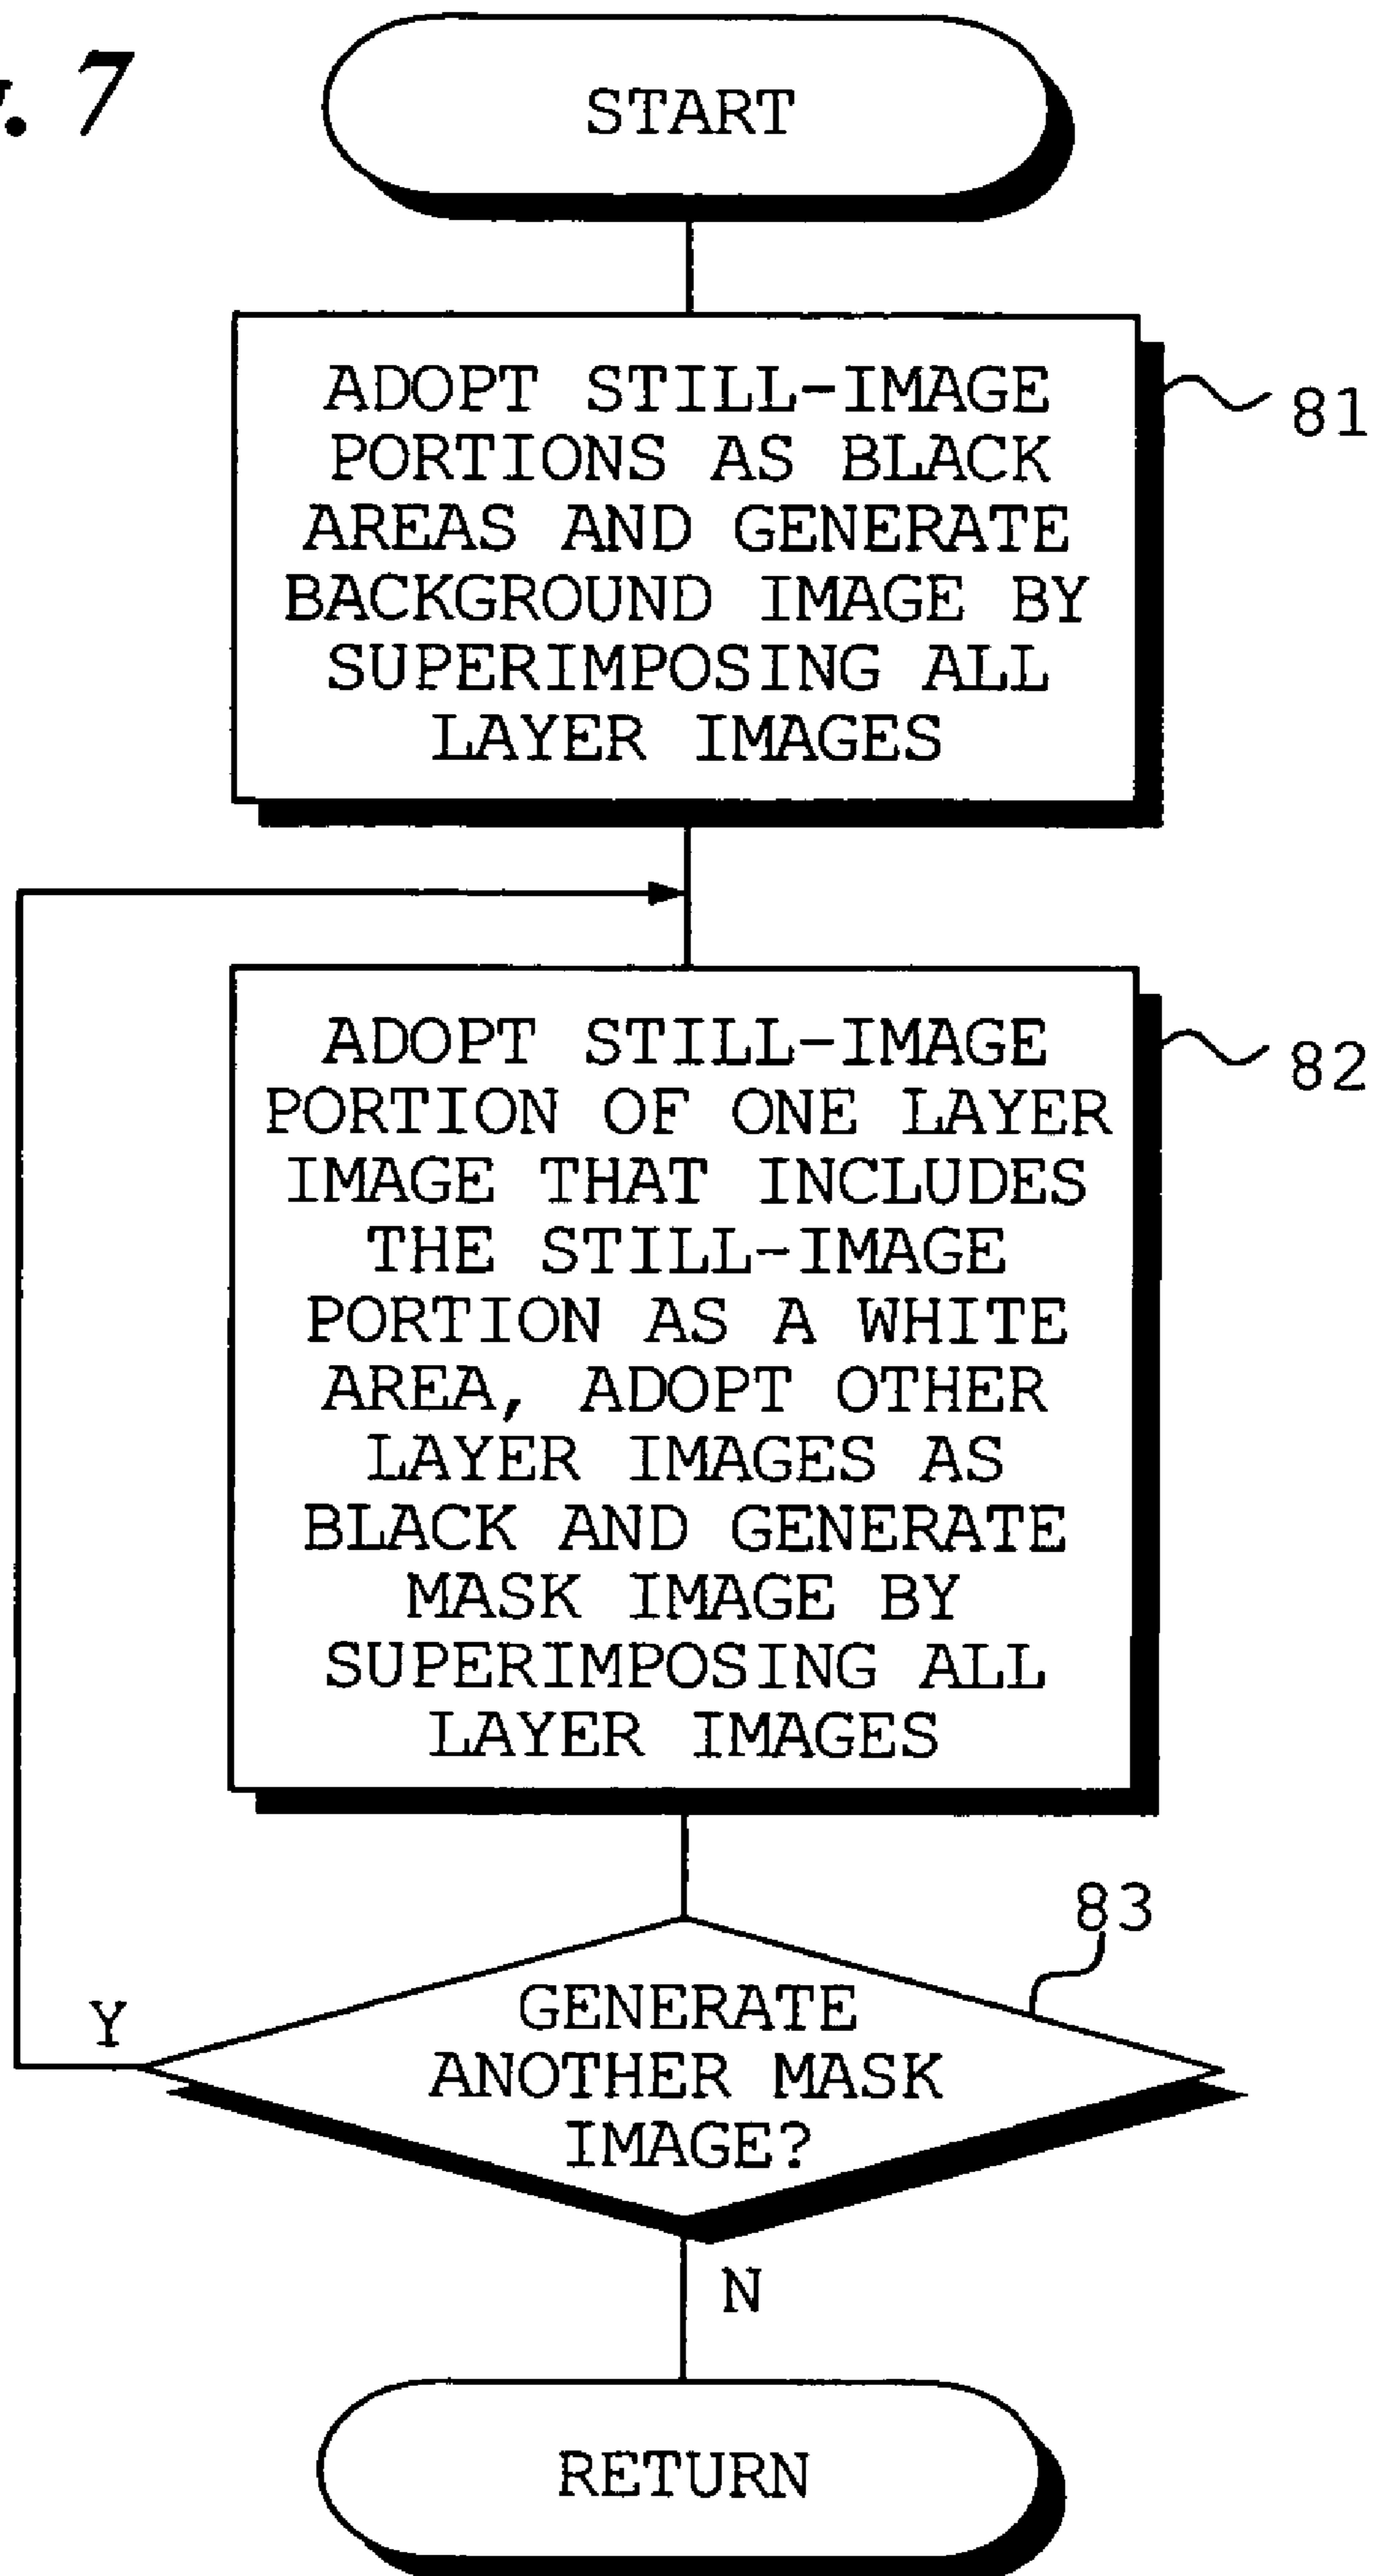 . 7
START
ADOPT STILL-IMAGE
PORTIONS AS BLACK
AREAS AND GENERATE
BACKGROUND IMAGE BY
SUPERIMPOSING ALL
LAYER IMAGES
81
ADOPT STILL-IMAGE
PORTION OF ONE LAYER
IMAGE THAT INCLUDES
THE STILL-IMAGE
PORTION AS A WHITE
AREA, ADOPT OTHER
LAYER IMAGES AS
BLACK AND GENERATE
MASK IMAGE BY
SUPERIMPOSING ALL
LAYER IMAGES
82
83
GENERATE
ANOTHER MASK
IMAGE?
Y
N
RETURN